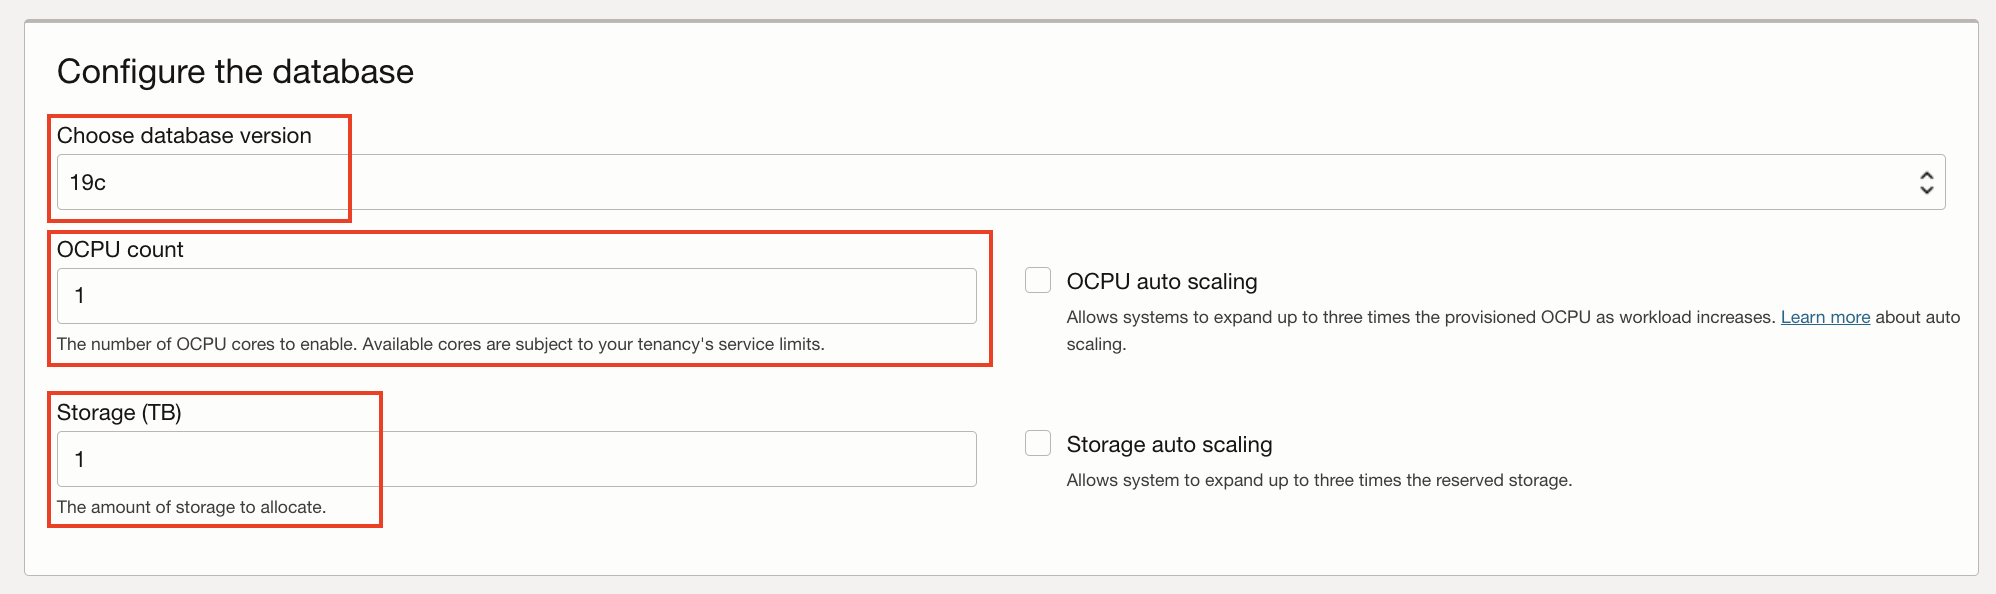 Configure the database
Choose database version
19c
OCPU count
1
The number of OCPU cores to enable. Available cores are subject to your tenancy's service limits.
OCPU auto scaling
Allows systems to expand up to three times the provisioned OCPU as workload increases. Learn more about auto
scaling.
Storage (TB)
1
The amount of storage to allocate.
Storage auto scaling
Allows system to expand up to three times the reserved storage.